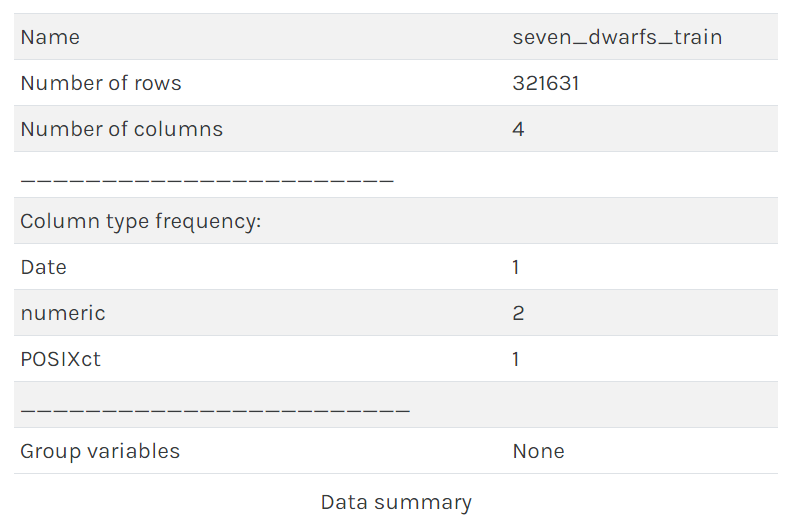 Name seven_dwarfs_train
Number of rows 321631
Number of columns 4
_______________________
Column type frequency:
Date 1
numeric 2
POSIXct 1
________________________
Group variables None
Data summary